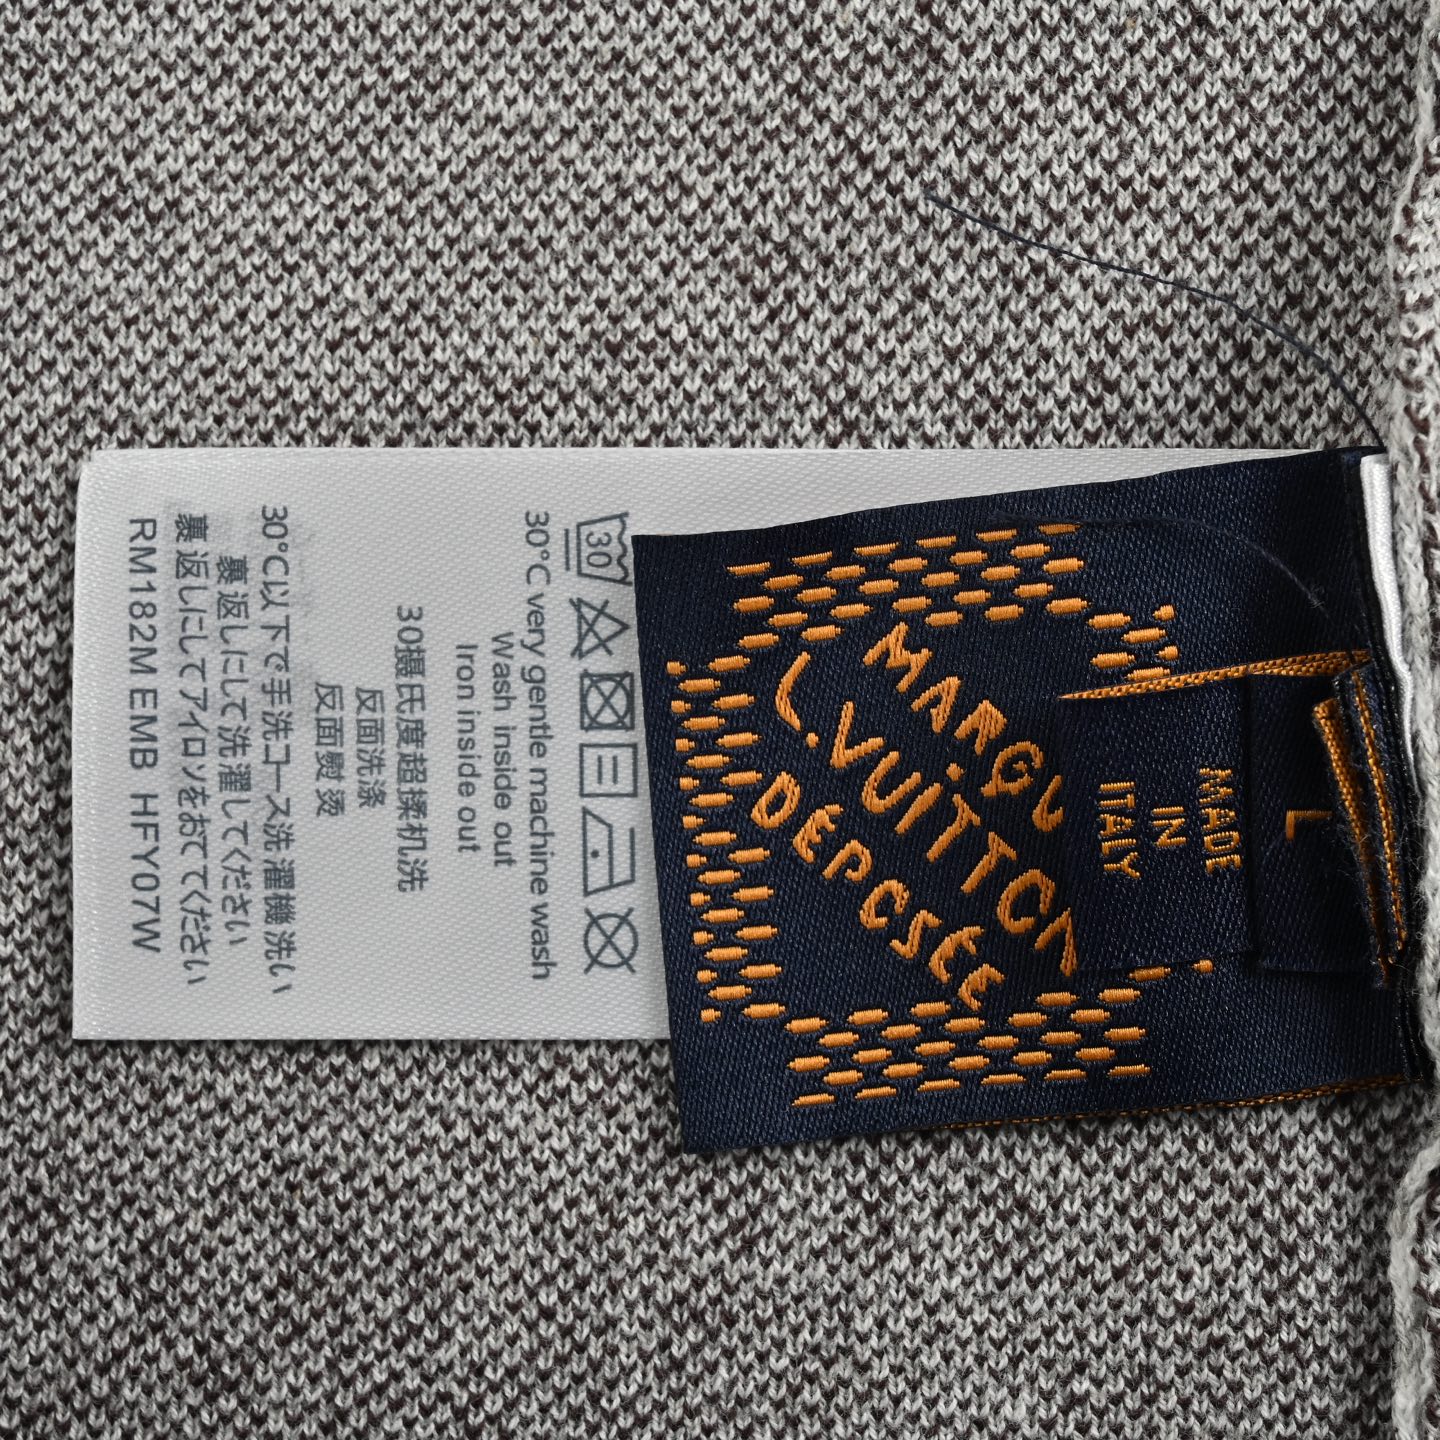 30
30°C very gentle machine wash
Wash inside out
Iron inside out
30摄氏度超揉机洗
反面洗涤
反面熨烫
30°C以下で手洗コース洗濯機洗い
裏返しにして洗濯してください
裏返しにしてアイロンをおててください
RM182M EMB HFY07W
MARQU
L.VUITTON
DÉPOSÉE
MADE
IN
ITALY
L